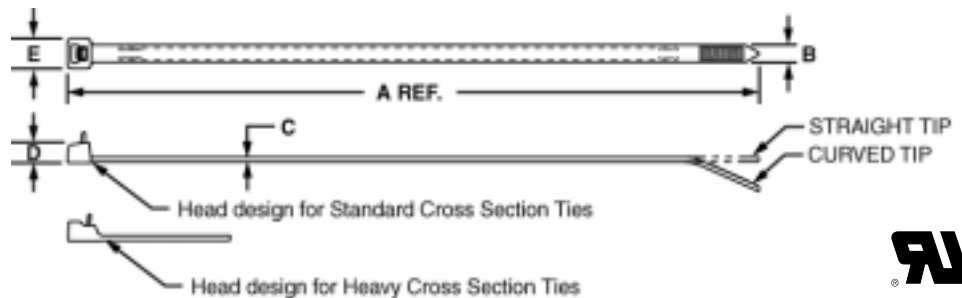 E
B
A REF.
C
STRAIGHT TIP
D
CURVED TIP
Head design for Standard Cross Section Ties
Head design for Heavy Cross Section Ties
®